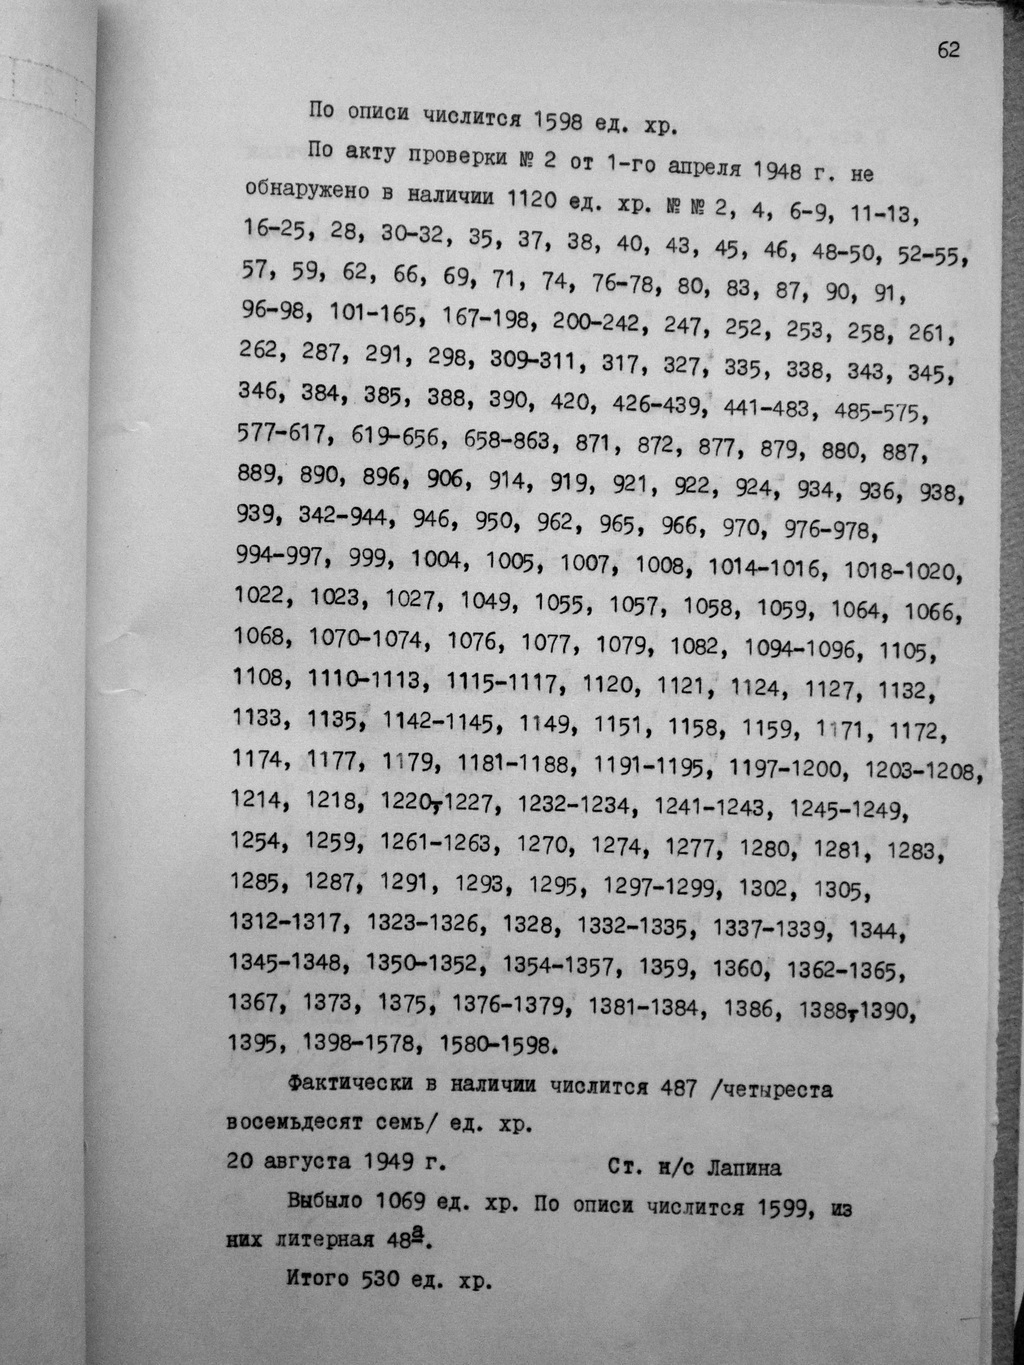 62
По описи числится 1598 ед. хр.
По акту проверки № 2 от 1-го апреля 1948 г. не
обнаружено в наличии 1120 ед. хр. № № 2, 4, 6-9, 11-13,
16-25, 28, 30-32, 35, 37, 38, 40, 43, 45, 46, 48-50, 52-55,
57, 59, 62, 66, 69, 71, 74, 76-78, 80, 83, 87, 90, 91,
96-98, 101-165, 167-198, 200-242, 247, 252, 253, 258, 261,
262, 287, 291, 298, 309-311, 317, 327, 335, 338, 343, 345,
346, 384, 385, 388, 390, 420, 426-439, 441-483, 485-575,
577-617, 619-656, 658-863, 871, 872, 877, 879, 880, 887,
889, 890, 896, 906, 914, 919, 921, 922, 924, 934, 936, 938,
939, 342-944, 946, 950, 962, 965, 966, 970, 976-978,
994-997, 999, 1004, 1005, 1007, 1008, 1014-1016, 1018-1020,
1022, 1023, 1027, 1049, 1055, 1057, 1058, 1059, 1064, 1066,
1068, 1070-1074, 1076, 1077, 1079, 1082, 1094-1096, 1105,
1108, 1110-1113, 1115-1117, 1120, 1121, 1124, 1127, 1132,
1133, 1135, 1142-1145, 1149, 1151, 1158, 1159, 1171, 1172,
1174, 1177, 1179, 1181-1188, 1191-1195, 1197-1200, 1203-1208,
1214, 1218, 1220,1227, 1232-1234, 1241-1243, 1245-1249,
1254, 1259, 1261-1263, 1270, 1274, 1277, 1280, 1281, 1283,
1285, 1287, 1291, 1293, 1295, 1297-1299, 1302, 1305,
1312-1317, 1323-1326, 1328, 1332-1335, 1337-1339, 1344,
1345-1348, 1350-1352, 1354-1357, 1359, 1360, 1362-1365,
1367, 1373, 1375, 1376-1379, 1381-1384, 1386, 1388,1390,
1395, 1398-1578, 1580-1598.
Фактически в наличии числится 487 /четыреста
восемьдесят семь/ ед. хр.
20 августа 1949 г. Ст. н/с Лапина
Выбыло 1069 ед. хр. По описи числится 1599, из
них литерная 48а.
Итого 530 ед. хр.